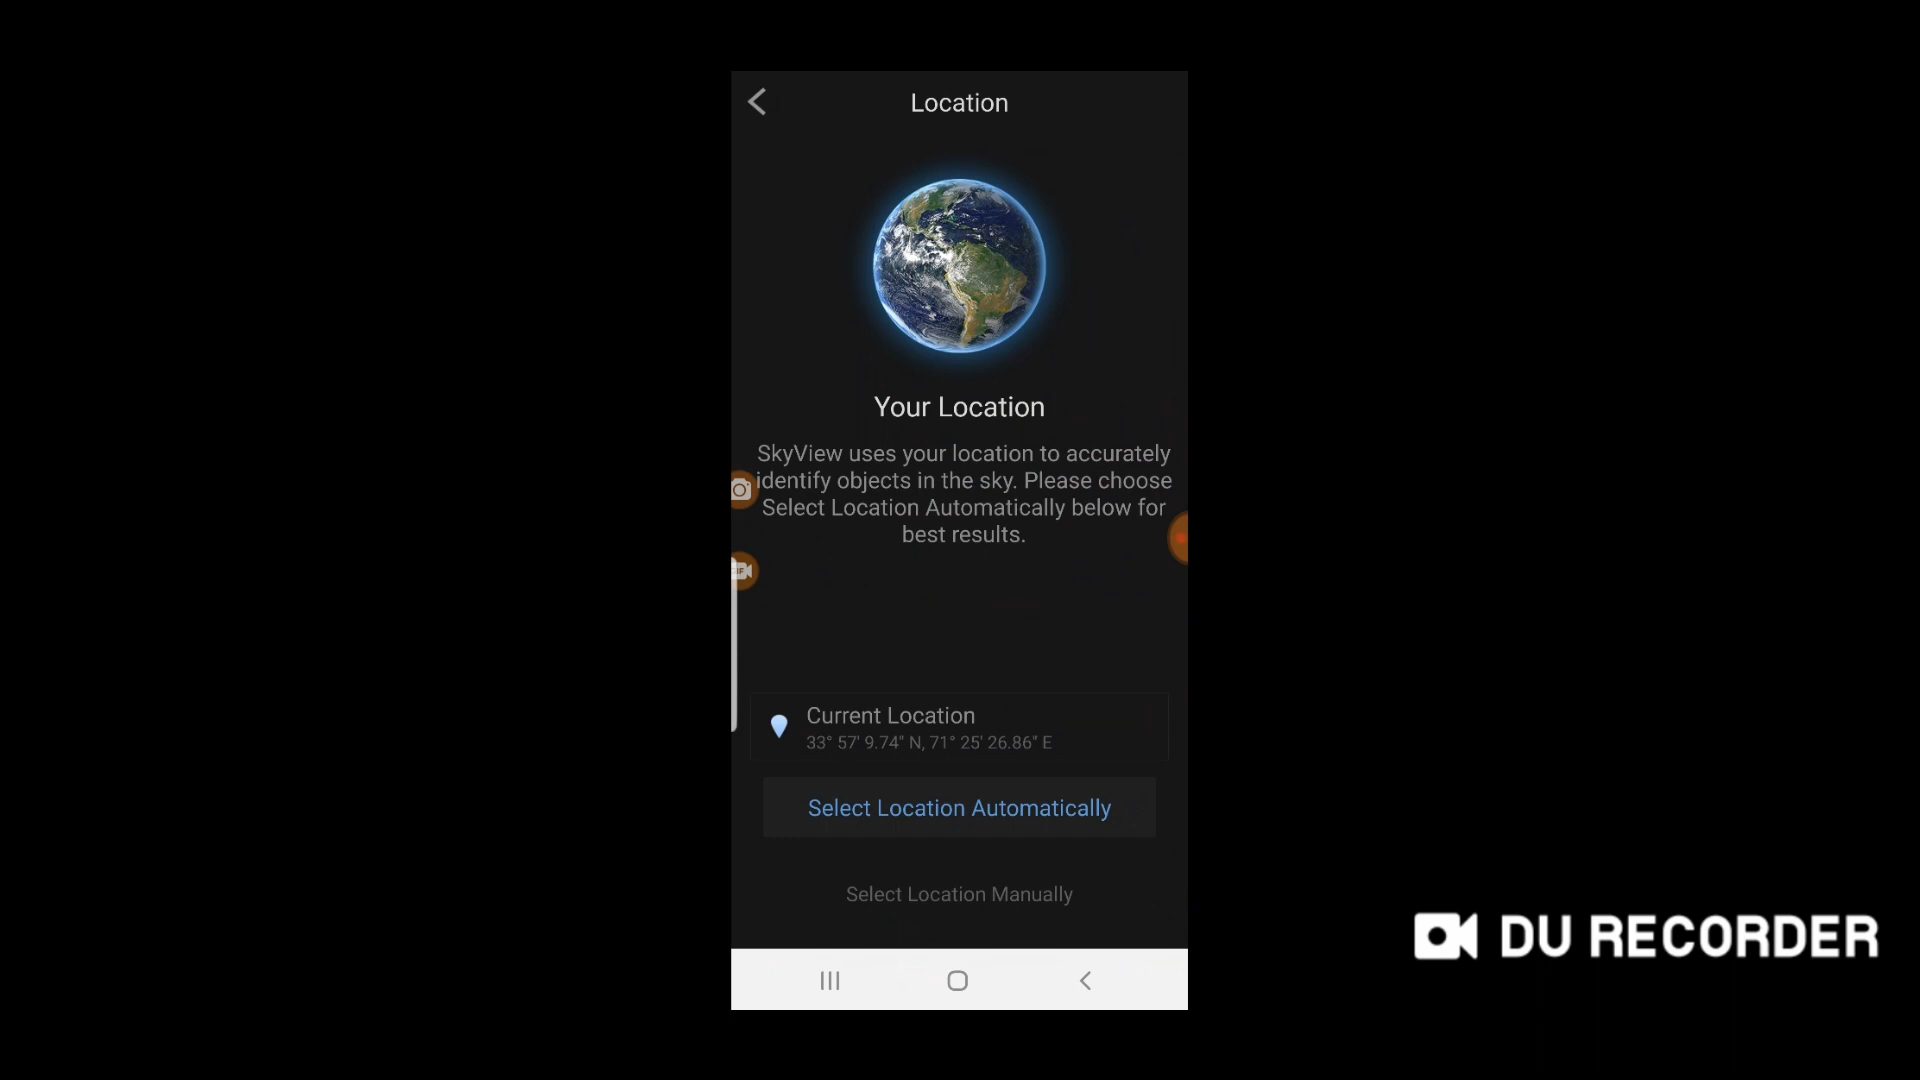 Location
Your Location
SkyView uses your location to accurately
identify objects in the sky. Please choose
Select Location Automatically below for
best results.
Current Location
33° 57' 9.74" N, 71° 25' 26.86" E
Select Location Automatically
Select Location Manually
DU RECORDER